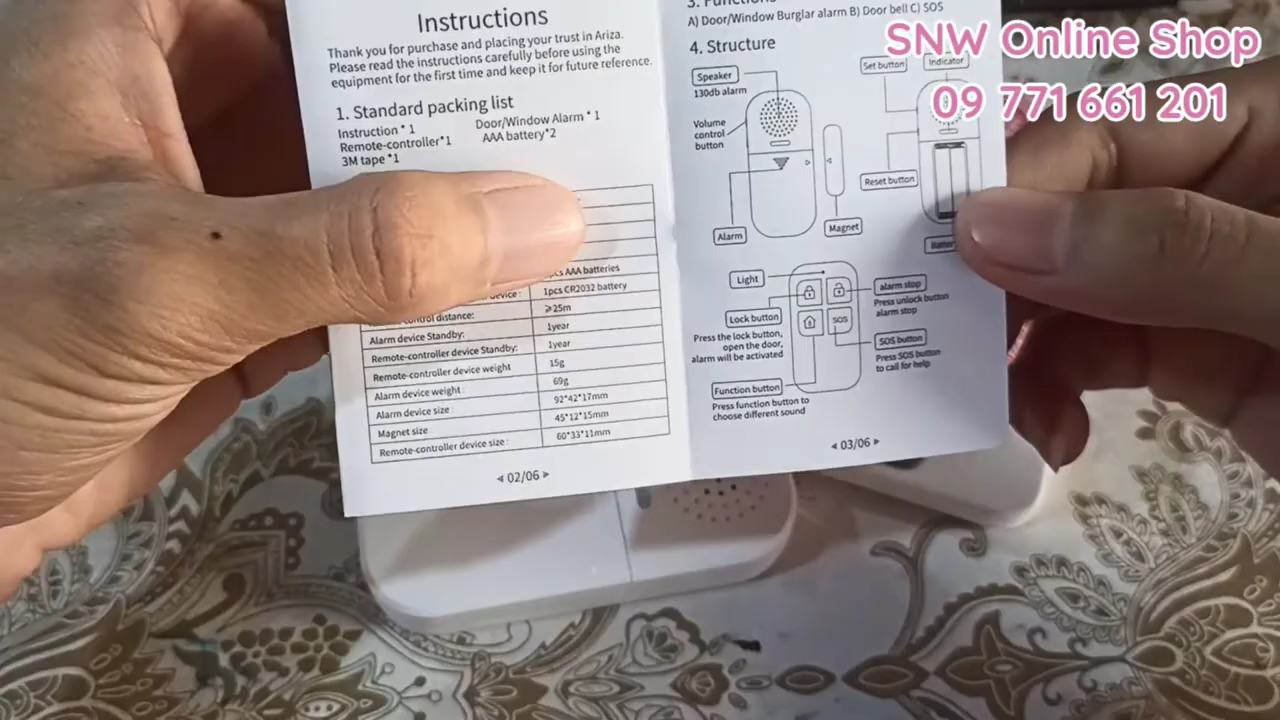 Instructions
Thank you for purchase and placing your trust in Ariza.
Please read the instructions carefully before using the
equipment for the first time and keep it for future reference.
1. Standard packing list
Instruction * 1
Door/Window Alarm * 1
Remote-controller*1
AAA battery*2
3M tape *1
AAA batteries
1pcs CR2032 battery
distance:
⩾25m
Alarm device Standby:
1year
Remote-controller device Standby:
1year
Remote-controller device weight
15g
Alarm device weight:
69g
Alarm device size :
92*42*17mm
Magnet size
45*12*15mm
Remote-controller device size :
60*33*11mm
◄ 02/06 ►
3. Functions
A) Door/Window Burglar alarm B) Door bell C) SOS
4. Structure
Speaker
130db alarm
Volume
control
button
Alarm
Magnet
Set button
Indicator
Reset button
Light
Lock button
Press the lock button,
open the door,
alarm will be activated
Function button
Press function button to
choose different sound
SOS
alarm stop
Press unlock button
alarm stop
SOS button
Press SOS button
to call for help
◄ 03/06 ►
SNW Online Shop
09 771 661 201